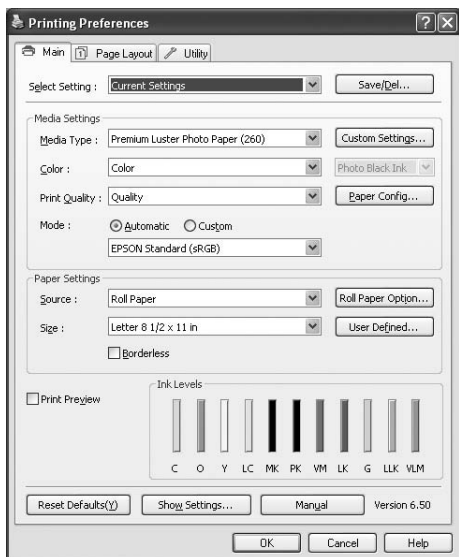 Printing Preferences
Main Page Layout Utility
Select Setting : Current Settings Save/Del...
Media Settings
Media Type : Premium Luster Photo Paper (260) Custom Settings...
Color : Color Photo Black Ink
Print Quality : Quality Paper Config...
Mode : Automatic Custom
EPSON Standard (sRGB)
Paper Settings
Source : Roll Paper Roll Paper Option...
Size : Letter 8 1/2 x 11 in User Defined...
Borderless
Print Preview Ink Levels
C O Y LC MK PK VM LK G LLK VLM
Reset Defaults(Y) Show Settings... Manual Version 6.50
OK Cancel Help